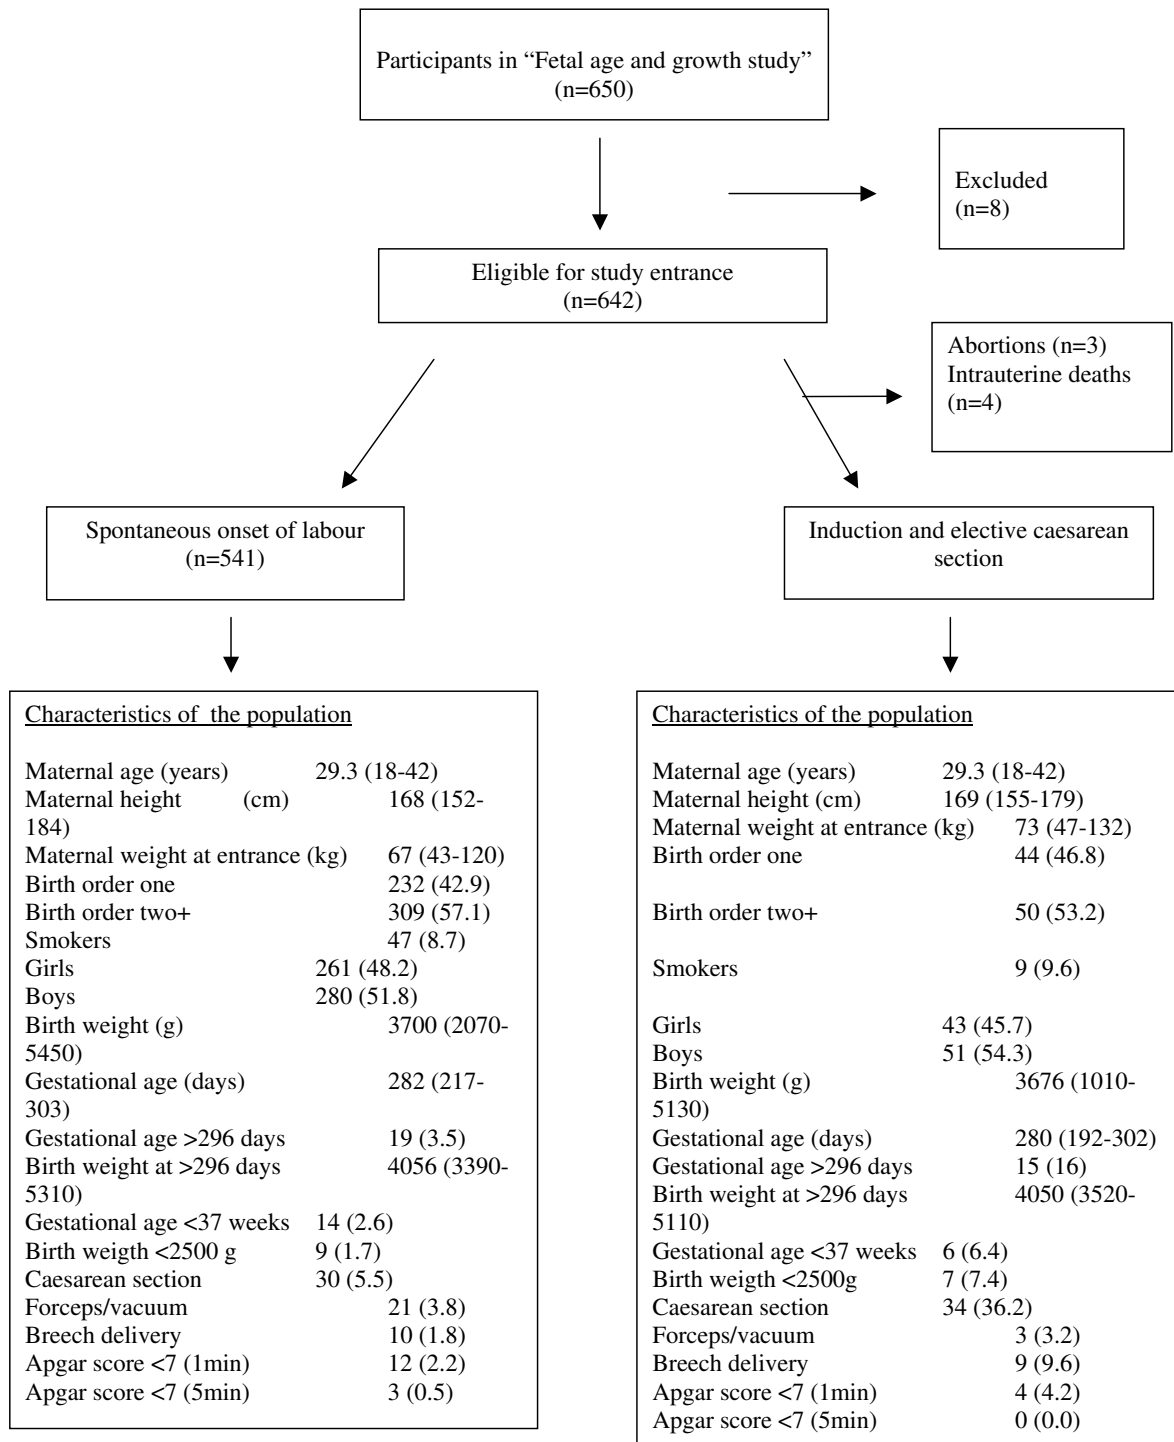 Participants in “Fetal age and growth study”
(n=650)
Excluded
(n=8)
Eligible for study entrance
(n=642)
Abortions (n=3)
Intrauterine deaths
(n=4)
Spontaneous onset of labour
(n=541)
Induction and elective caesarean
section
Characteristics of the population
Maternal age (years) 29.3 (18-42)
Maternal height (cm) 168 (152-
184)
Maternal weight at entrance (kg) 67 (43-120)
Birth order one 232 (42.9)
Birth order two+ 309 (57.1)
Smokers 47 (8.7)
Girls 261 (48.2)
Boys 280 (51.8)
Birth weight (g) 3700 (2070-
5450)
Gestational age (days) 282 (217-
303)
Gestational age >296 days 19 (3.5)
Birth weight at >296 days 4056 (3390-
5310)
Gestational age <37 weeks 14 (2.6)
Birth weigth <2500 g 9 (1.7)
Caesarean section 30 (5.5)
Forceps/vacuum 21 (3.8)
Breech delivery 10 (1.8)
Apgar score <7 (1min) 12 (2.2)
Apgar score <7 (5min) 3 (0.5)
Characteristics of the population
Maternal age (years) 29.3 (18-42)
Maternal height (cm) 169 (155-179)
Maternal weight at entrance (kg) 73 (47-132)
Birth order one 44 (46.8)
Birth order two+ 50 (53.2)
Smokers 9 (9.6)
Girls 43 (45.7)
Boys 51 (54.3)
Birth weight (g) 3676 (1010-
5130)
Gestational age (days) 280 (192-302)
Gestational age >296 days 15 (16)
Birth weight at >296 days 4050 (3520-
5110)
Gestational age <37 weeks 6 (6.4)
Birth weigth <2500g 7 (7.4)
Caesarean section 34 (36.2)
Forceps/vacuum 3 (3.2)
Breech delivery 9 (9.6)
Apgar score <7 (1min) 4 (4.2)
Apgar score <7 (5min) 0 (0.0)